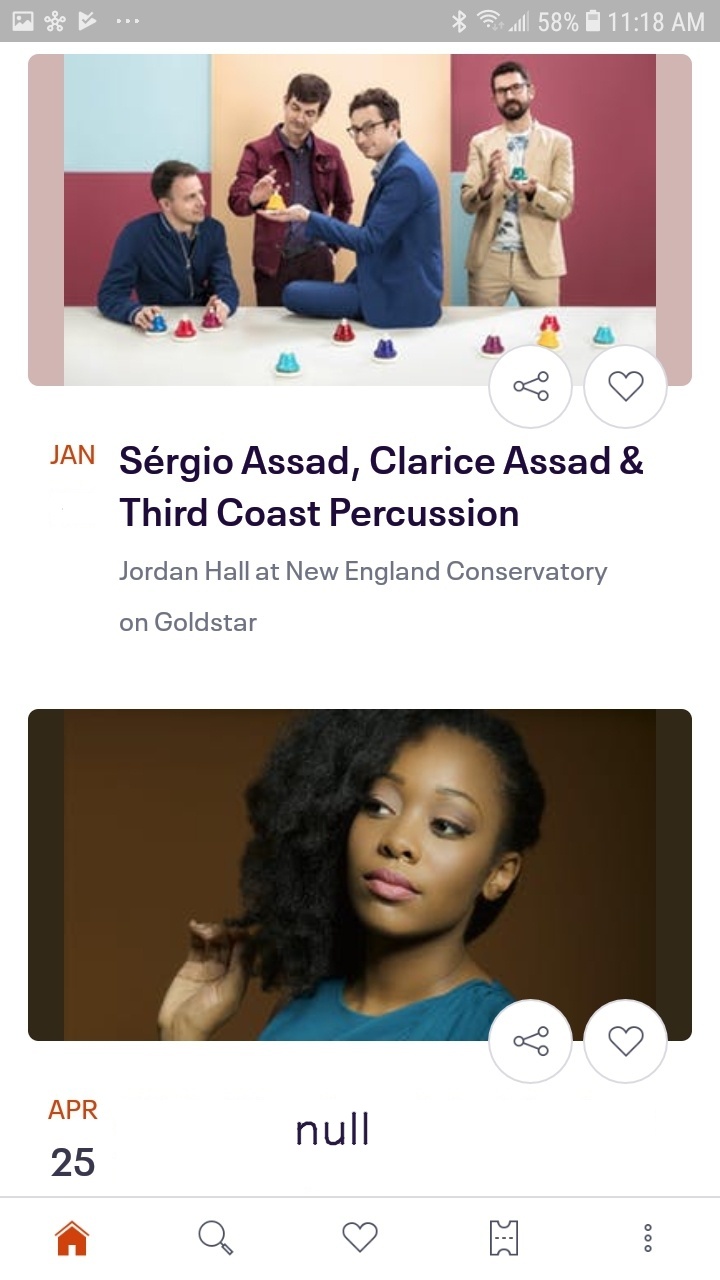 58% 11:18 AM
JAN
Sérgio Assad, Clarice Assad &
Third Coast Percussion
Jordan Hall at New England Conservatory
on Goldstar
APR
25
null